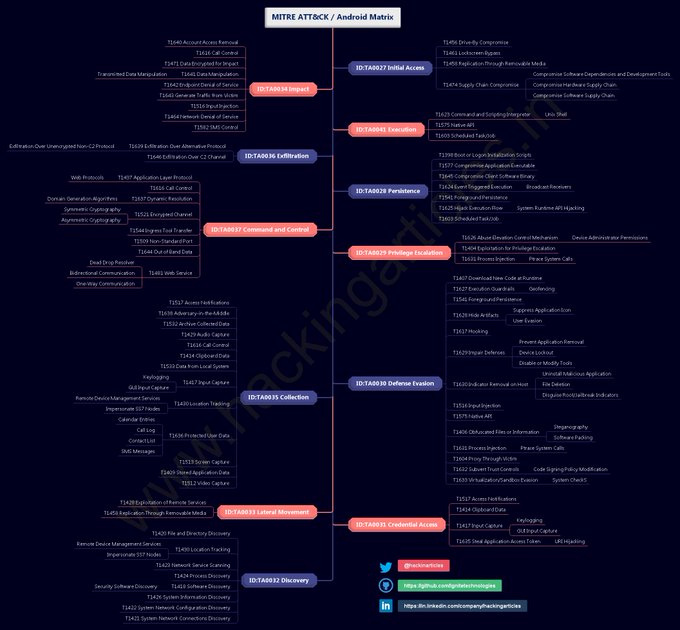 MITRE ATT&CK / Android Matrix
T1640 Account Access Removal
T1616 Call Control
T1471 Data Encrypted for Impact
Transmitted Data Manipulation T1641 Data Manipulation
T1642 Endpoint Denial of Service
T1643 Generate Traffic from Victim
T1516 Input Injection
T1464 Network Denial of Service
T1582 SMS Control
ID:TA0034 Impact
Exfiltration Over Unencrypted Non-C2 Protocol T1639 Exfiltration Over Alternative Protocol
T1646 Exfiltration Over C2 Channel
ID:TA0036 Exfiltration
Web Protocols T1437 Application Layer Protocol
T1616 Call Control
Domain Generation Algorithms T1637 Dynamic Resolution
Symmetric Cryptography
Asymmetric Cryptography
T1521 Encrypted Channel
T1544 Ingress Tool Transfer
T1509 Non-Standard Port
T1644 Out of Band Data
Dead Drop Resolver
Bidirectional Communication
One-Way Communication
T1481 Web Service
ID:TA0037 Command and Control
T1517 Access Notifications
T1638 Adversary-in-the-Middle
T1532 Archive Collected Data
T1429 Audio Capture
T1616 Call Control
T1414 Clipboard Data
T1533 Data from Local System
Keylogging
GUI Input Capture
T1417 Input Capture
Remote Device Management Services
Impersonate SS7 Nodes
T1430 Location Tracking
Calendar Entries
Call Log
Contact List
SMS Messages
T1636 Protected User Data
T1513 Screen Capture
T1409 Stored Application Data
T1512 Video Capture
ID:TA0035 Collection
T1428 Exploitation of Remote Services
T1458 Replication Through Removable Media
ID:TA0033 Lateral Movement
T1420 File and Directory Discovery
Remote Device Management Services
Impersonate SS7 Nodes
T1430 Location Tracking
T1423 Network Service Scanning
T1424 Process Discovery
Security Software Discovery T1418 Software Discovery
T1426 System Information Discovery
T1422 System Network Configuration Discovery
T1421 System Network Connections Discovery
ID:TA0032 Discovery
ID:TA0027 Initial Access
T1456 Drive-By Compromise
T1461 Lockscreen Bypass
T1458 Replication Through Removable Media
T1474 Supply Chain Compromise
Compromise Software Dependencies and Development Tools
Compromise Hardware Supply Chain
Compromise Software Supply Chain
ID:TA0041 Execution
T1623 Command and Scripting Interpreter Unix Shell
T1575 Native API
T1603 Scheduled Task/Job
ID:TA0028 Persistence
T1398 Boot or Logon Initialization Scripts
T1577 Compromise Application Executable
T1645 Compromise Client Software Binary
T1624 Event Triggered Execution Broadcast Receivers
T1541 Foreground Persistence
T1625 Hijack Execution Flow System Runtime API Hijacking
T1603 Scheduled Task/Job
ID:TA0029 Privilege Escalation
T1626 Abuse Elevation Control Mechanism Device Administrator Permissions
T1404 Exploitation for Privilege Escalation
T1631 Process Injection Ptrace System Calls
ID:TA0030 Defense Evasion
T1407 Download New Code at Runtime
T1627 Execution Guardrails Geofencing
T1541 Foreground Persistence
T1628 Hide Artifacts
Suppress Application Icon
User Evasion
T1617 Hooking
T1629 Impair Defenses
Prevent Application Removal
Device Lockout
Disable or Modify Tools
T1630 Indicator Removal on Host
Uninstall Malicious Application
File Deletion
Disguise Root/Jailbreak Indicators
T1516 Input Injection
T1575 Native API
T1406 Obfuscated Files or Information
Steganography
Software Packing
T1631 Process Injection Ptrace System Calls
T1604 Proxy Through Victim
T1632 Subvert Trust Controls Code Signing Policy Modification
T1633 Virtualization/Sandbox Evasion System Checks
ID:TA0031 Credential Access
T1517 Access Notifications
T1414 Clipboard Data
T1417 Input Capture
Keylogging
GUI Input Capture
T1635 Steal Application Access Token URI Hijacking
@hackinarticles
https://github.com/Ignitetechnologies
https://in.linkedin.com/company/hackingarticles
www.hackingarticles.in